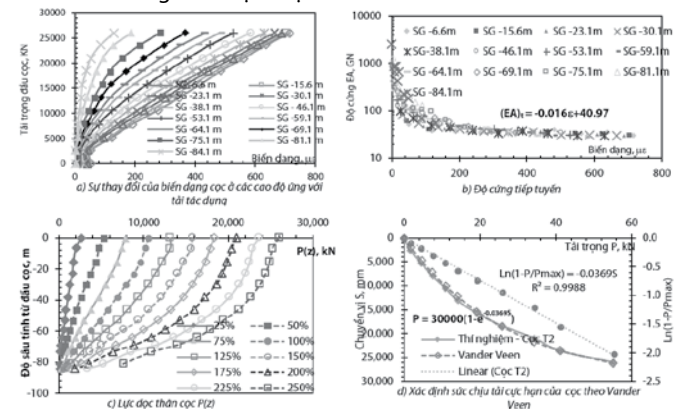 30000
25000
20000
15000
10000
5000
0
Tải trọng đầu cọc, KN
SG -6.6 m
SG -15.6 m
SG -23.1 m
SG -30.1 m
SG -38.1 m
SG -46.1 m
SG -53.1 m
SG -59.1 m
SG -64.1 m
SG -69.1 m
SG -75.1 m
SG -81.1 m
SG -84.1 m
0 200 400 600 800
Biến dạng, με
a) Sự thay đổi của biến dạng cọc ở các cao độ ứng với
tải tác dụng
10000
1000
100
10
Độ cứng EA, GN
SG -6.6m
SG -15.6m
SG -23.1m
SG -30.1m
SG -38.1m
SG -46.1m
SG -53.1m
SG -59.1m
SG -64.1m
SG -69.1m
SG -75.1m
SG -81.1m
SG -84.1m
(EA)t = -0.016ε+40.97
Biến dạng, με
0 200 400 600 800
b) Độ cứng tiếp tuyến
0 10,000 20,000 30,000
P(z), kN
0
-20
-40
-60
-80
-100
Độ sâu tính từ đầu cọc, m
25% 50%
75% 100%
125% 150%
175% 200%
225% 250%
c) Lực dọc thân cọc P(z)
0 20 40 60
Tải trọng P, kN
0
5,000
10,000
15,000
20,000
25,000
30,000
Chuyển vị S, mm
0.0
-0.5
-1.0
-1.5
-2.0
-2.5
Ln(1-P/Pmax)
Ln(1-P/Pmax) = -0.0369S
R² = 0.9988
P = 30000(1-e^-0.0369S)
Thí nghiệm - Cọc T2
Vander Veen
Linear (Cọc T2)
d) Xác định sức chịu tải cực hạn của cọc theo Vander
Veen